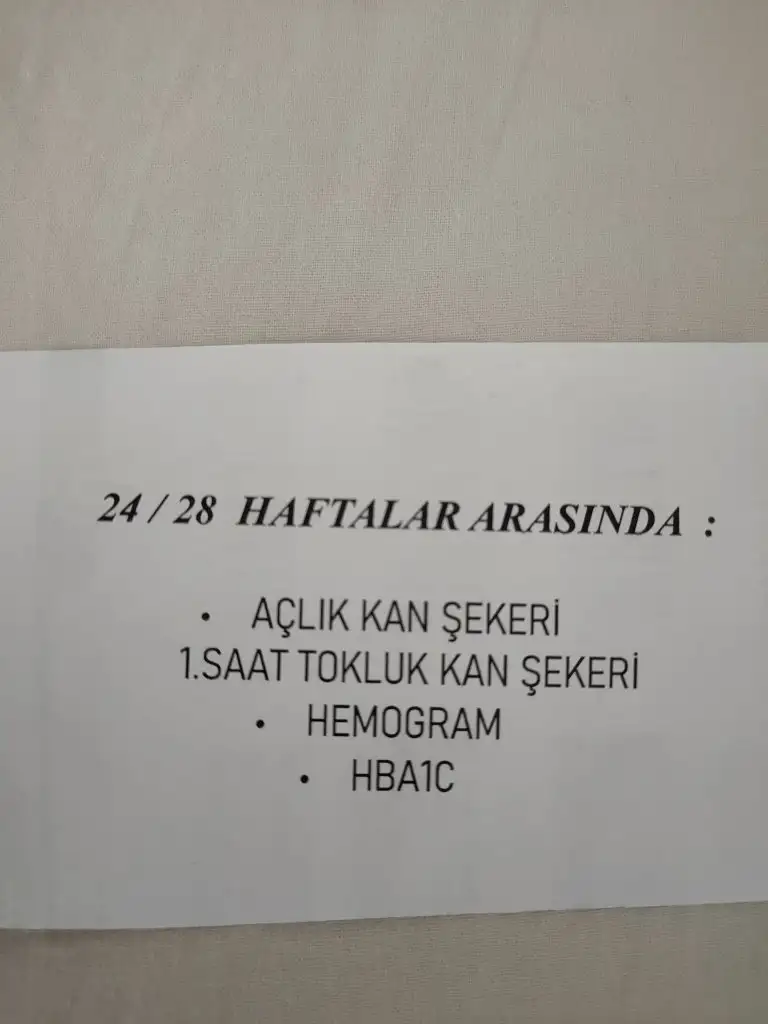 24 / 28 HAFTALAR ARASINDA :
• AÇLIK KAN ŞEKERİ
1.SAAT TOKLUK KAN ŞEKERİ
• HEMOGRAM
• HBA1C